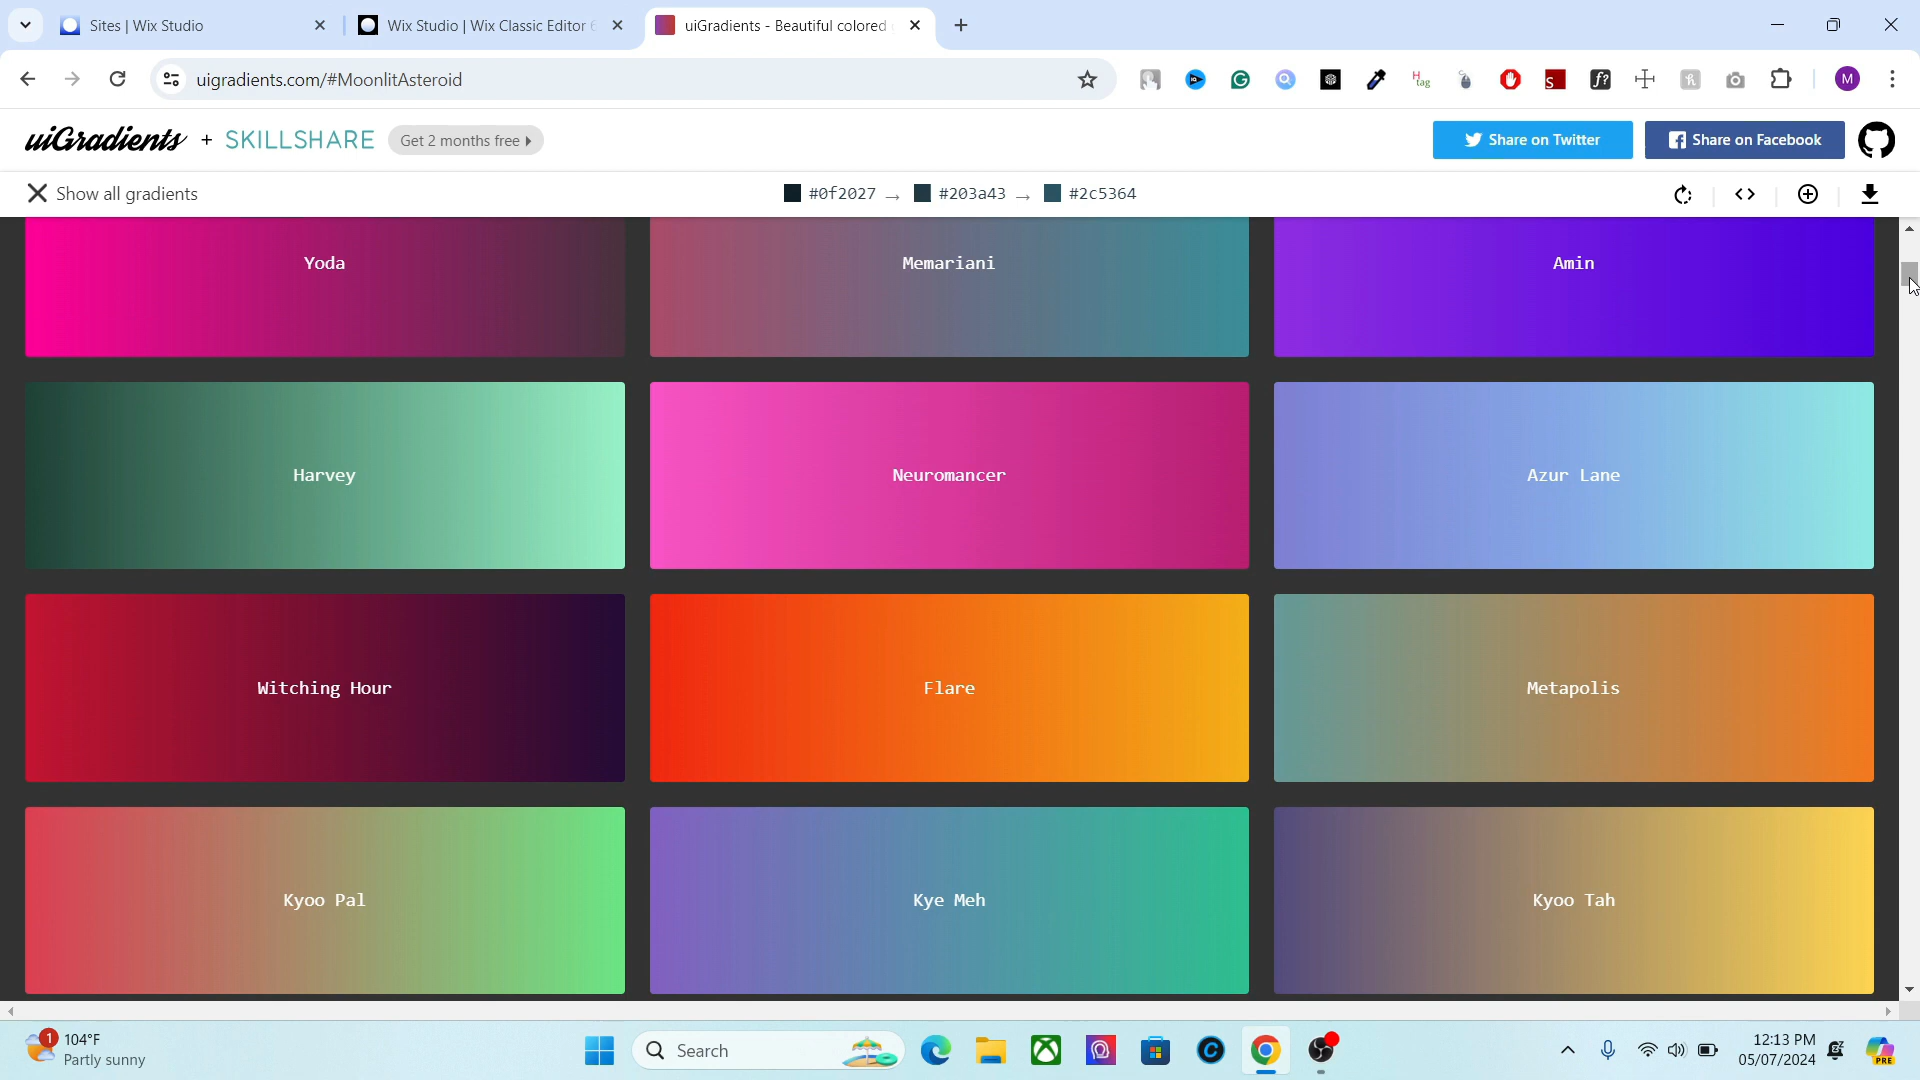 Sites | Wix Studio
Wix Studio | Wix Classic Editor
uiGradients - Beautiful colored
uigradients.com/#MoonlitAsteroid
H
tag
f?
M
uiGradients + SKILLSHARE Get 2 months free
Share on Twitter
Share on Facebook
Show all gradients
#0f2027 → #203a43 → #2c5364
Yoda
Memariani
Amin
Harvey
Neuromancer
Azur Lane
Witching Hour
Flare
Metapolis
Kyoo Pal
Kye Meh
Kyoo Tah
1
104°F
Partly sunny
Search
12:13 PM
05/07/2024
PRE